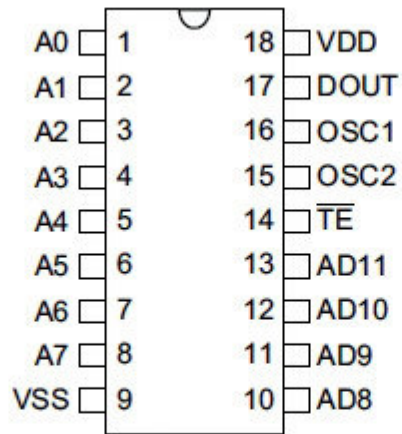 A0 1 18 VDD
A1 2 17 DOUT
A2 3 16 OSC1
A3 4 15 OSC2
A4 5 14 T̅E̅
A5 6 13 AD11
A6 7 12 AD10
A7 8 11 AD9
VSS 9 10 AD8